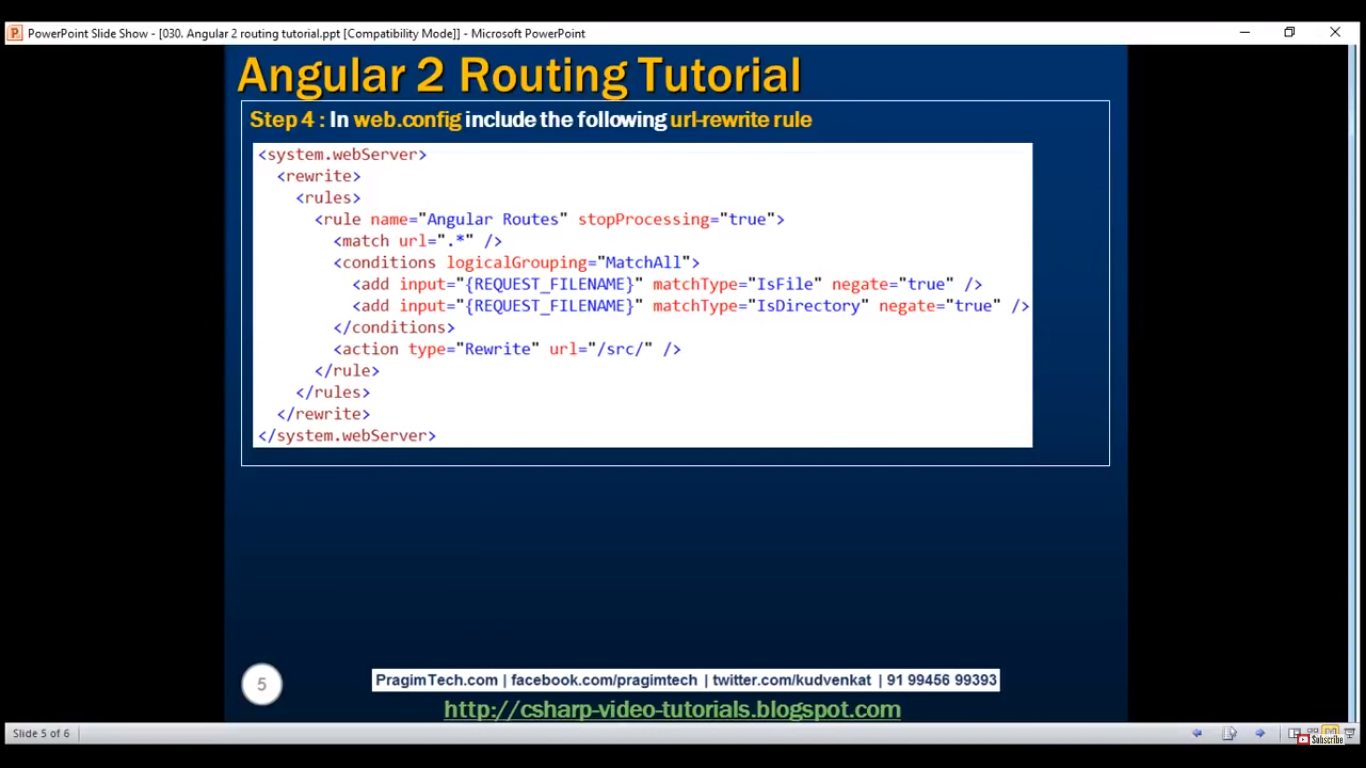 PowerPoint Slide Show - [030. Angular 2 routing tutorial.ppt [Compatibility Mode]] - Microsoft PowerPoint
Angular 2 Routing Tutorial
Step 4 : In web.config include the following url-rewrite rule
<system.webServer>
  <rewrite>
    <rules>
      <rule name="Angular Routes" stopProcessing="true">
        <match url=".*" />
        <conditions logicalGrouping="MatchAll">
          <add input="{REQUEST_FILENAME}" matchType="IsFile" negate="true" />
          <add input="{REQUEST_FILENAME}" matchType="IsDirectory" negate="true" />
        </conditions>
        <action type="Rewrite" url="/src/" />
      </rule>
    </rules>
  </rewrite>
</system.webServer>
5
PragimTech.com | facebook.com/pragimtech | twitter.com/kudvenkat | 91 99456 99393
http://csharp-video-tutorials.blogspot.com
Slide 5 of 6
Subscribe